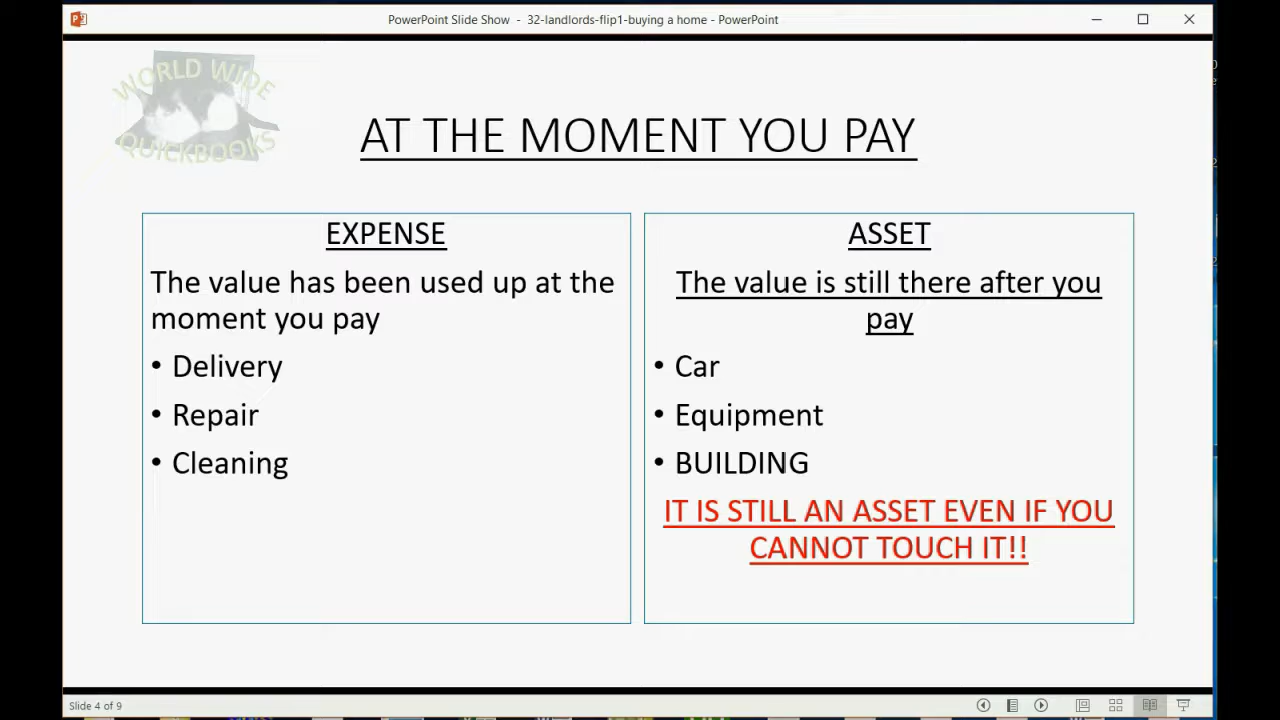 PowerPoint Slide Show - 32-landlords-flip1-buying a home - PowerPoint
WORLD WIDE
QUICKBOOKS
AT THE MOMENT YOU PAY
EXPENSE
The value has been used up at the
moment you pay
• Delivery
• Repair
• Cleaning
ASSET
The value is still there after you
pay
• Car
• Equipment
• BUILDING
IT IS STILL AN ASSET EVEN IF YOU
CANNOT TOUCH IT!!
Slide 4 of 9